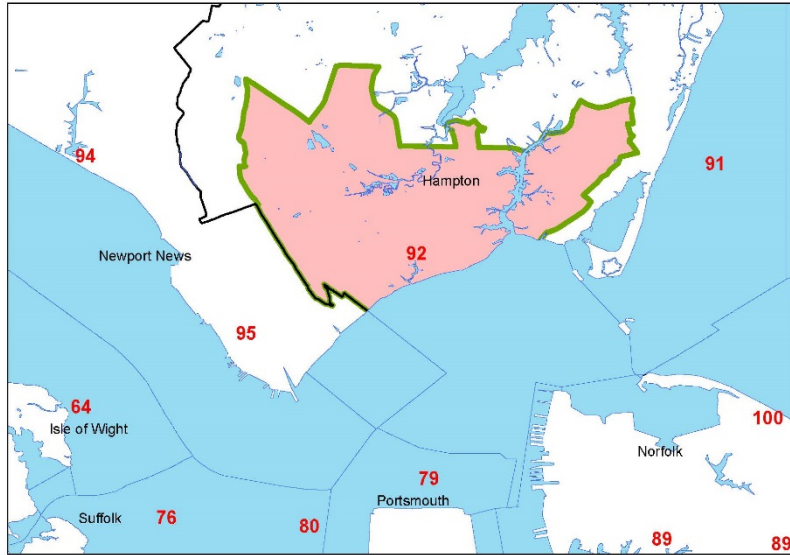 94
91
Hampton
Newport News
92
95
64
Isle of Wight
100
Norfolk
79
Portsmouth
Suffolk
76
80
89
89